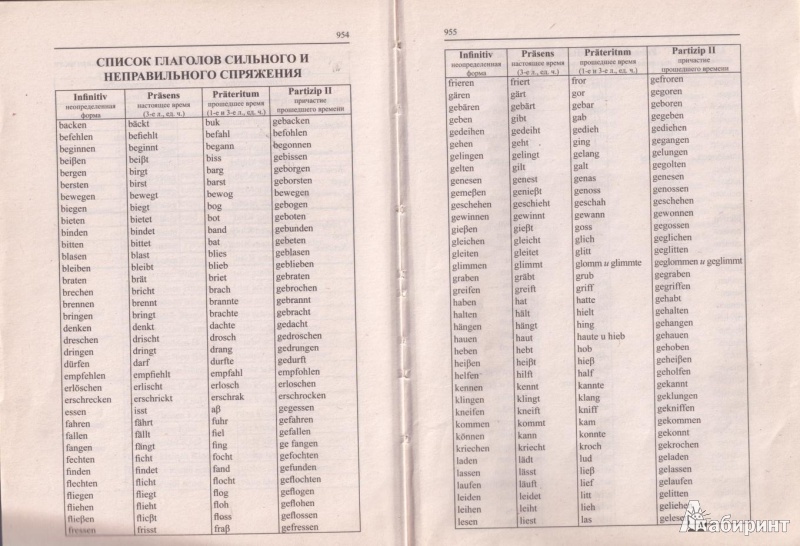 954
СПИСОК ГЛАГОЛОВ СИЛЬНОГО И
НЕПРАВИЛЬНОГО СПРЯЖЕНИЯ
Infinitiv Präsens Präteritum Partizip II
неопределенная настоящее время прошедшее время причастие
форма (3-е л., ед. ч.) (1-е и 3-е л., ед. ч.) прошедшего времени
backen bäckt buk gebacken
befehlen befiehlt befahl befohlen
beginnen beginnt begann begonnen
beißen beißt biss gebissen
bergen birgt barg geborgen
bersten birst barst geborsten
bewegen bewegt bewog bewegen
biegen biegt bog gebogen
bieten bietet bot geboten
binden bindet band gebunden
bitten bittet bat gebeten
blasen blast blies geblasen
bleiben bleibt blieb geblieben
braten brät briet gebraten
brechen bricht brach gebrochen
brennen brennt brannte gebrannt
bringen bringt brachte gebracht
denken denkt dachte gedacht
dreschen drischt drosch gedroschen
dringen dringt drang gedrungen
dürfen darf durfte gedurft
empfehlen empfiehlt empfahl empfohlen
erlöschen erlischt erlosch erloschen
erschrecken erschrickt erschrak erschrocken
essen isst aß gegessen
fahren fährt fuhr gefahren
fallen fällt fiel gefallen
fangen fängt fing ge fangen
fechten ficht focht gefochten
finden findet fand gefunden
flechten flicht flocht geflochten
fliegen fliegt flog geflogen
fliehen flieht floh geflohen
fließen fließt floss geflossen
fressen frisst fraß gefressen
955
Infinitiv Präsens Präteritum Partizip II
неопределенная настоящее время прошедшее время причастие
форма (3-е л., ед. ч.) (1-е и 3-е л., ед. ч.) прошедшего времени
frieren friert fror gefroren
gären gärt gor gegoren
gebären gebärt gebar geboren
geben gibt gab gegeben
gedeihen gedeiht gedieh gediehen
gehen geht ging gegangen
gelingen gelingt gelang gelungen
gelten gilt galt gegolten
genesen genest genas genesen
gemeßen genießt genoss genossen
geschehen geschieht geschah geschehen
gewinnen gewinnt gewann gewonnen
gießen gießt goss gegossen
gleichen gleicht glich geglichen
gleiten gleitet glitt geglitten
glimmen glimmt glomm и glimmte geglommen и geglimmt
graben gräbt grub gegraben
greifen greift griff gegriffen
haben hat hatte gehabt
halten hält hielt gehalten
hängen hängt hing gehangen
hauen haut haute u hieb gehauen
heben hebt hob gehoben
heißen heißt hieß geheißen
helfen hilft half geholfen
kennen kennt kannte gekannt
klingen klingt klang geklungen
kneifen kneift kniff gekniffen
kommen kommt kam gekommen
können kann konnte gekonnt
kriechen kriecht kroch gekrochen
laden lädt lud geladen
lassen lässt ließ gelassen
laufen läuft lief gelaufen
leiden leidet litt gelitten
leihen leiht lieh geliehen
lesen liest las
Лабиринт